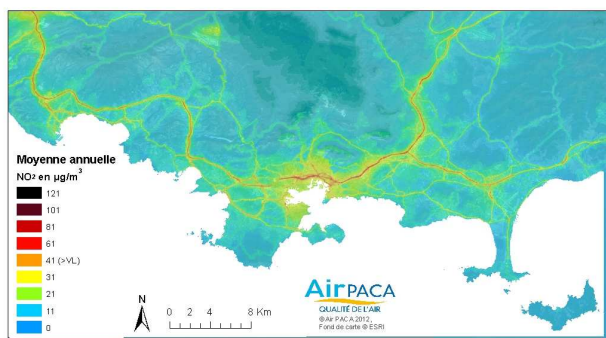 Moyenne annuelle
NO² en µg/m³
121
101
81
61
41 (>VL)
31
21
11
0
N
0 2 4 8 Km
AirPACA
QUALITÉ DE L'AIR
® Air PACA 2012,
Fond de carte © ESRI